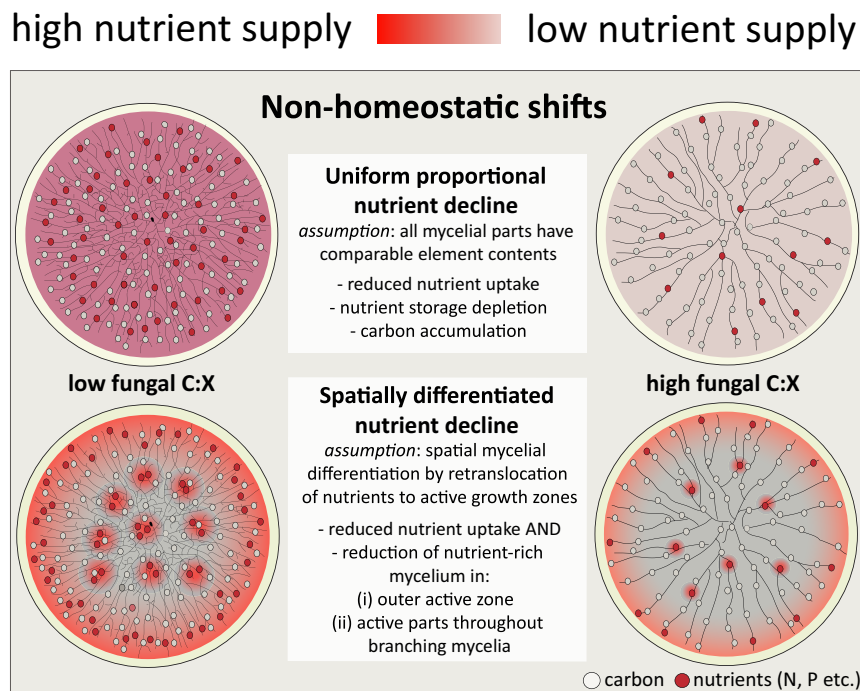 high nutrient supply
low nutrient supply
Non-homeostatic shifts
Uniform proportional
nutrient decline
assumption: all mycelial parts have
comparable element contents
- reduced nutrient uptake
- nutrient storage depletion
- carbon accumulation
low fungal C:X
high fungal C:X
Spatially differentiated
nutrient decline
assumption: spatial mycelial
differentiation by retranslocation
of nutrients to active growth zones
- reduced nutrient uptake AND
- reduction of nutrient-rich
mycelium in:
(i) outer active zone
(ii) active parts throughout
branching mycelia
carbon
nutrients (N, P etc.)